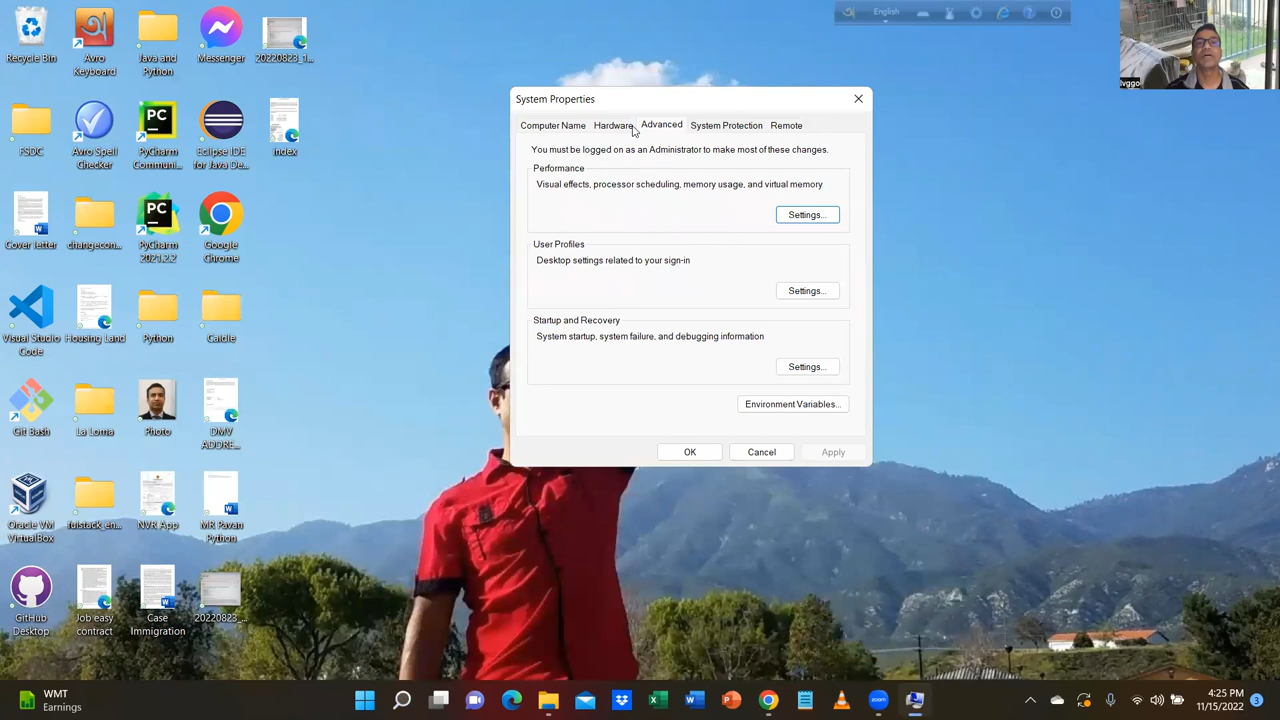 Recycle Bin
Avro
Keyboard
Java and
Python
Messenger
20220823_1...
English
lvggo
FSDC
Avro Spell
Checker
PyCharm
Communi...
Eclipse IDE
for Java De...
index
Cover letter
changecon...
PyCharm
2021.2.2
Google
Chrome
Visual Studio
Code
Housing Land
Python
Caidle
Git Bash
La Loma
Photo
DMV
ADDRE...
Oracle VM
VirtualBox
fulstack_en...
NVR App
MR Pavan
Python
GitHub
Desktop
Job easy
contract
Case
Immigration
20220823_...
System Properties
Computer Name
Hardware
Advanced
System Protection
Remote
You must be logged on as an Administrator to make most of these changes.
Performance
Visual effects, processor scheduling, memory usage, and virtual memory
Settings...
User Profiles
Desktop settings related to your sign-in
Settings...
Startup and Recovery
System startup, system failure, and debugging information
Settings...
Environment Variables...
OK
Cancel
Apply
WMT
Earnings
4:25 PM
11/15/2022
3